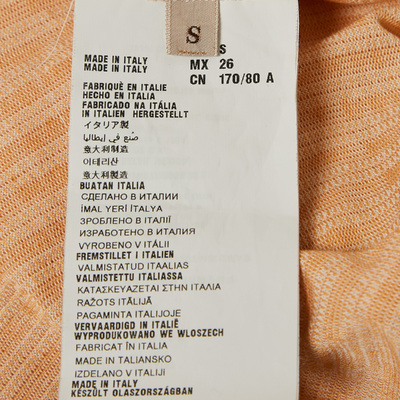 S
S
MX 26
CN 170/80 A
MADE IN ITALY
MADE IN ITALY
FABRIQUÉ EN ITALIE
HECHO EN ITALIA
FABRICADO NA ITÁLIA
IN ITALIEN HERGESTELLT
イタリア製
صنع في إيطاليا
意大利制造
이태리산
意大利製造
BUATAN ITALIA
СДЕЛАНО В ИТАЛИИ
İMAL YERİ İTALYA
ЗРОБЛЕНО В ІТАЛІЇ
ИЗРАБОТЕНО В ИТАЛИЯ
VYROBENO V ITÁLII
FREMSTILLET I ITALIEN
VALMISTATUD ITAALIAS
VALMISTETTU ITALIASSA
ΚΑΤΑΣΚΕΥΑΖΕΤΑΙ ΣΤΗΝ ΙΤΑΛΙΑ
RAŽOTS ITĀLIJĀ
PAGAMINTA ITALIJOJE
VERVAARDIGD IN ITALIË
WYPRODUKOWANO WE WLOSZECH
FABRICAT ÎN ITALIA
MADE IN TALIANSKO
IZDELANO V ITALIJI
MADE IN ITALY
KÉSZÜLT OLASZORSZÁGBAN